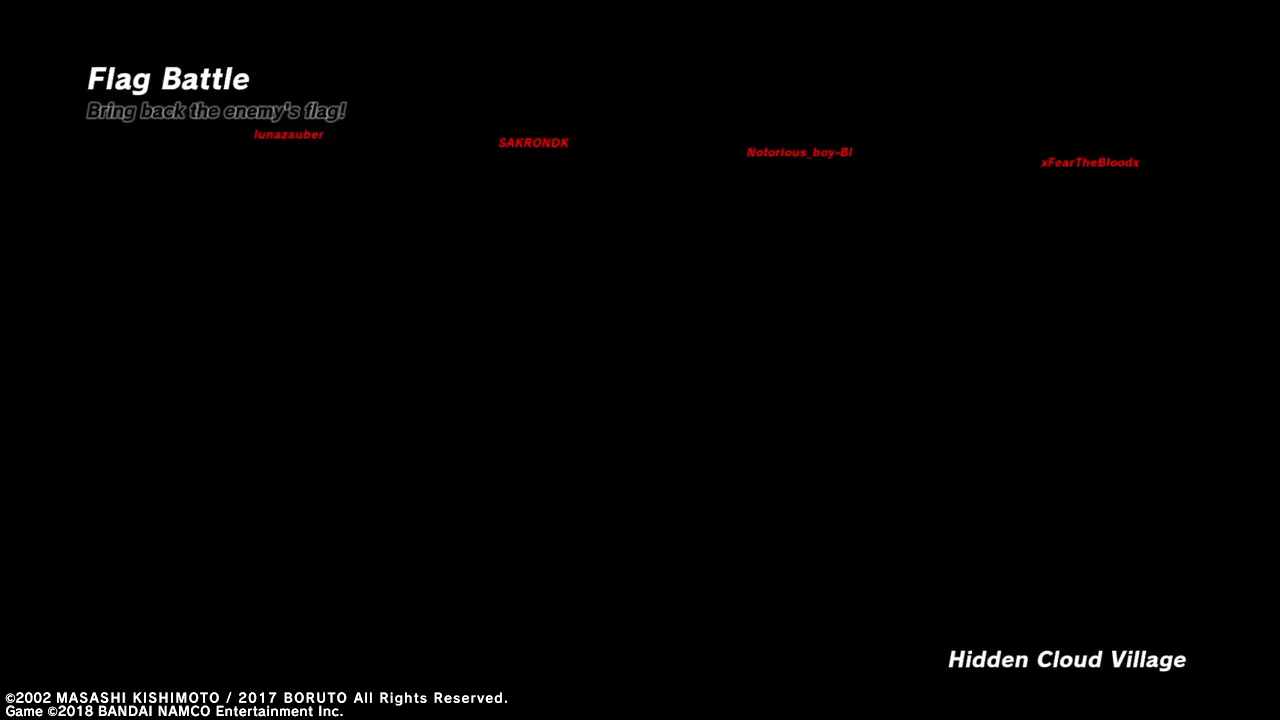 Flag Battle
Bring back the enemy's flag!
lunazauber
SAKRONDK
Notorious_boy-BI
xFearTheBloodx
Hidden Cloud Village
©2002 MASASHI KISHIMOTO / 2017 BORUTO All Rights Reserved.
Game ©2018 BANDAI NAMCO Entertainment Inc.